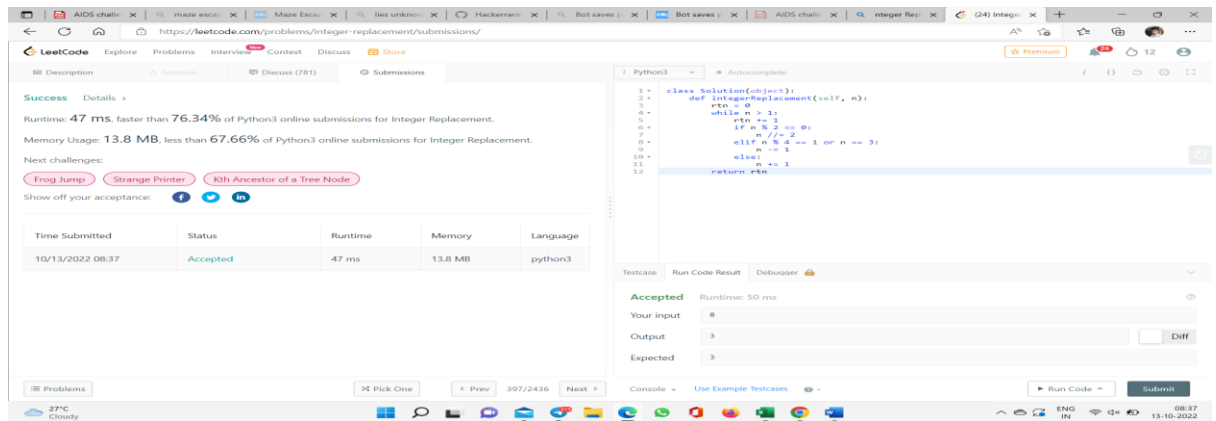 AIDS challe
maze escap
Maze Escap
lies unknow
Hackerrank
Bot saves p
Bot saves p
AIDS challe
nteger Rep
(24) Integer
https://leetcode.com/problems/integer-replacement/submissions/
LeetCode Explore Problems Interview New Contest Discuss Store
Premium 24 12
Description Solution Discuss (781) Submissions
Success Details >
Runtime: 47 ms, faster than 76.34% of Python3 online submissions for Integer Replacement.
Memory Usage: 13.8 MB, less than 67.66% of Python3 online submissions for Integer Replacement.
Next challenges:
Frog Jump Strange Printer Kth Ancestor of a Tree Node
Show off your acceptance:
Time Submitted Status Runtime Memory Language
10/13/2022 08:37 Accepted 47 ms 13.8 MB python3
Problems Pick One < Prev 397/2436 Next >
i Python3 Autocomplete i {}
1 class Solution(object):
2 def integerReplacement(self, n):
3 rtn = 0
4 while n > 1:
5 rtn += 1
6 if n % 2 == 0:
7 n //= 2
8 elif n % 4 == 1 or n == 3:
9 n -= 1
10 else:
11 n += 1
12 return rtn
Testcase Run Code Result Debugger
Accepted Runtime: 50 ms
Your input 8
Output 3 Diff
Expected 3
Console Use Example Testcases Run Code Submit
27°C
Cloudy
ENG
IN
08:37
13-10-2022